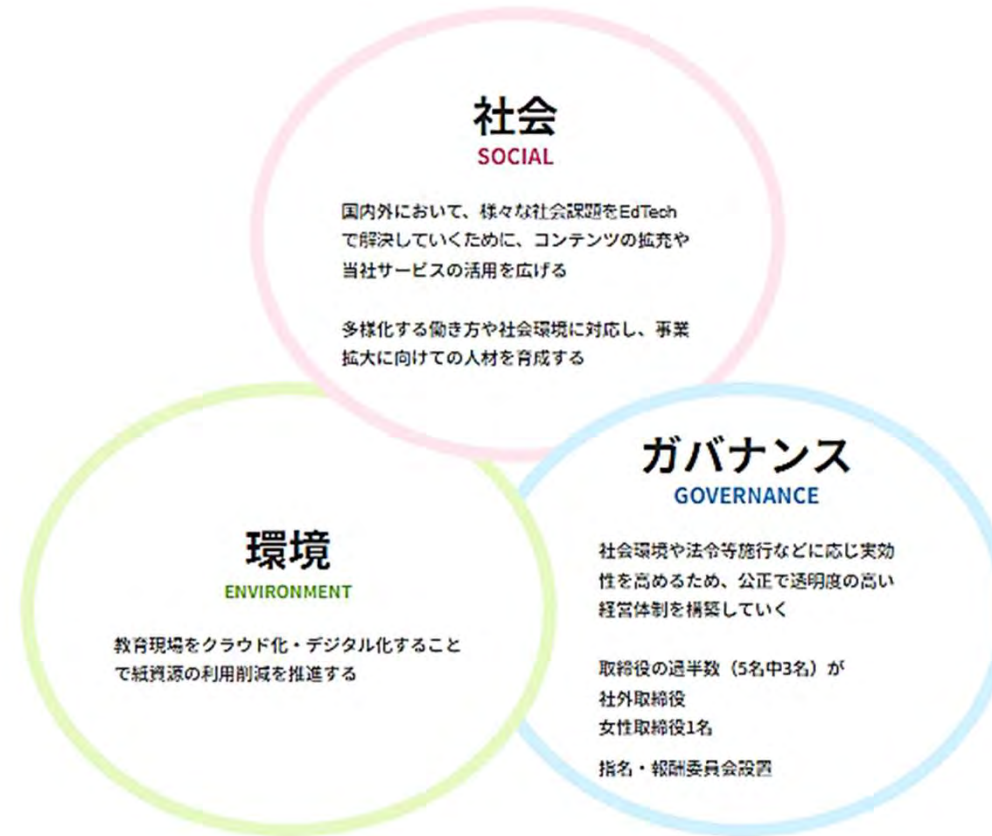 社会
SOCIAL
国内外において、様々な社会課題をEdTech
で解決していくために、コンテンツの拡充や
当社サービスの活用を広げる
多様化する働き方や社会環境に対応し、事業
拡大に向けての人材を育成する
環境
ENVIRONMENT
教育現場をクラウド化・デジタル化すること
で紙資源の利用削減を推進する
ガバナンス
GOVERNANCE
社会環境や法令等施行などに応じ実効
性を高めるため、公正で透明度の高い
経営体制を構築していく
取締役の過半数（5名中3名）が
社外取締役
女性取締役1名
指名・報酬委員会設置